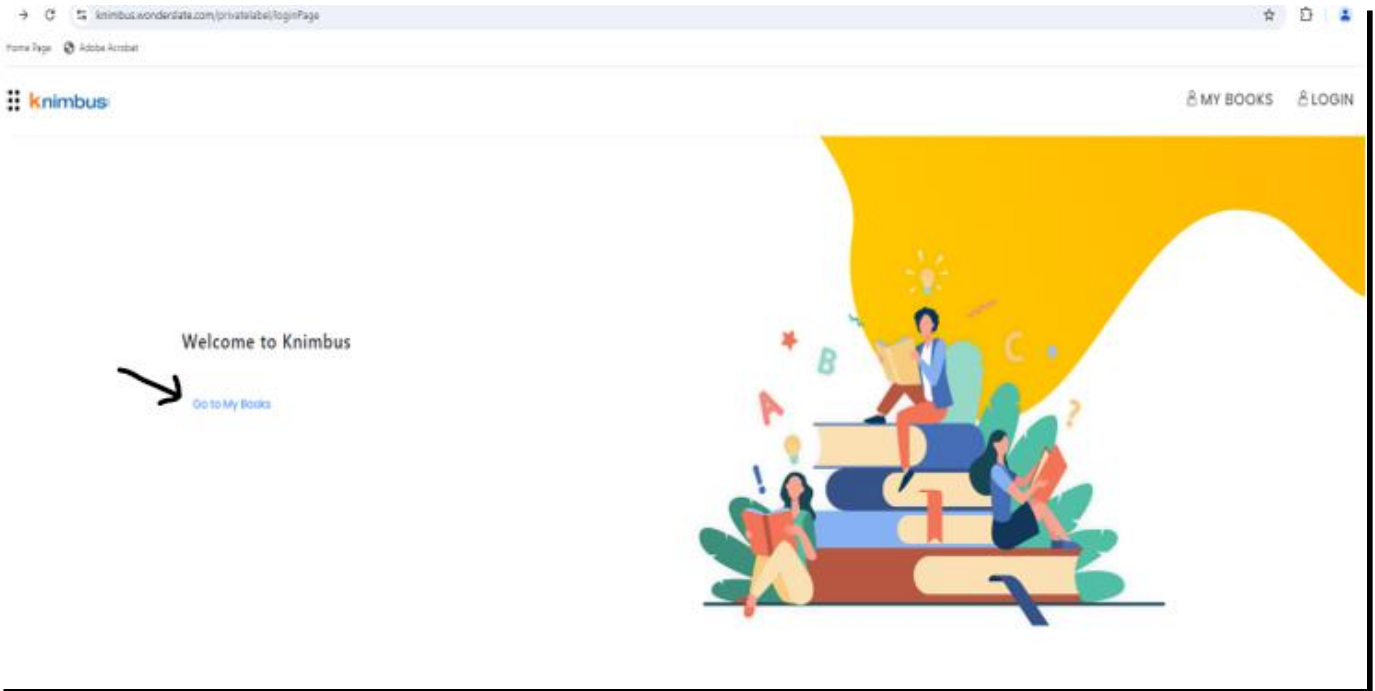 knimbus.wonderslate.com/privatelabel/loginPage
Home Page Adobe Acrobat
knimbus MY BOOKS LOGIN
Welcome to Knimbus
Go to My Books
A B C ! ?